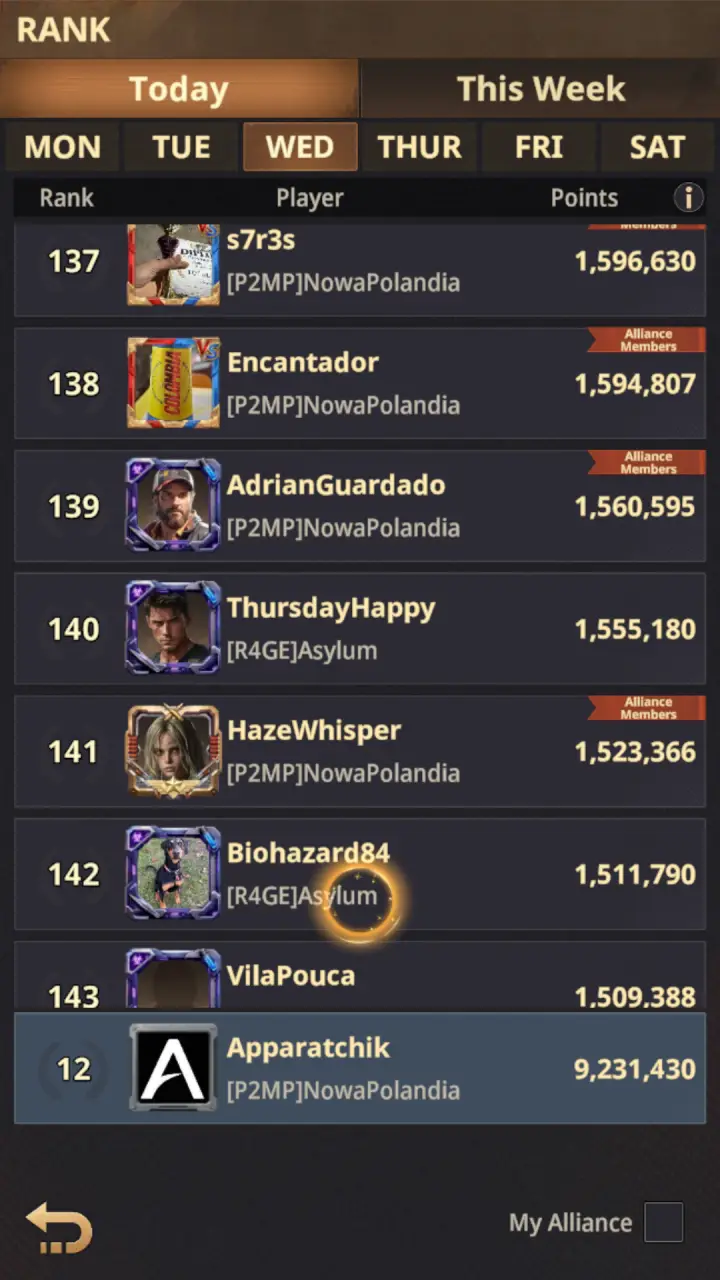 RANK
Today
This Week
MON
TUE
WED
THUR
FRI
SAT
Rank
Player
Points
i
137
s7r3s
[P2MP]NowaPolandia
Members
1,596,630
138
VS
COLOMBIA
Encantador
[P2MP]NowaPolandia
Alliance
Members
1,594,807
139
AdrianGuardado
[P2MP]NowaPolandia
Alliance
Members
1,560,595
140
ThursdayHappy
[R4GE]Asylum
1,555,180
141
HazeWhisper
[P2MP]NowaPolandia
Alliance
Members
1,523,366
142
Biohazard84
[R4GE]Asylum
1,511,790
143
VilaPouca
1,509,388
12
A
Apparatchik
[P2MP]NowaPolandia
9,231,430
My Alliance